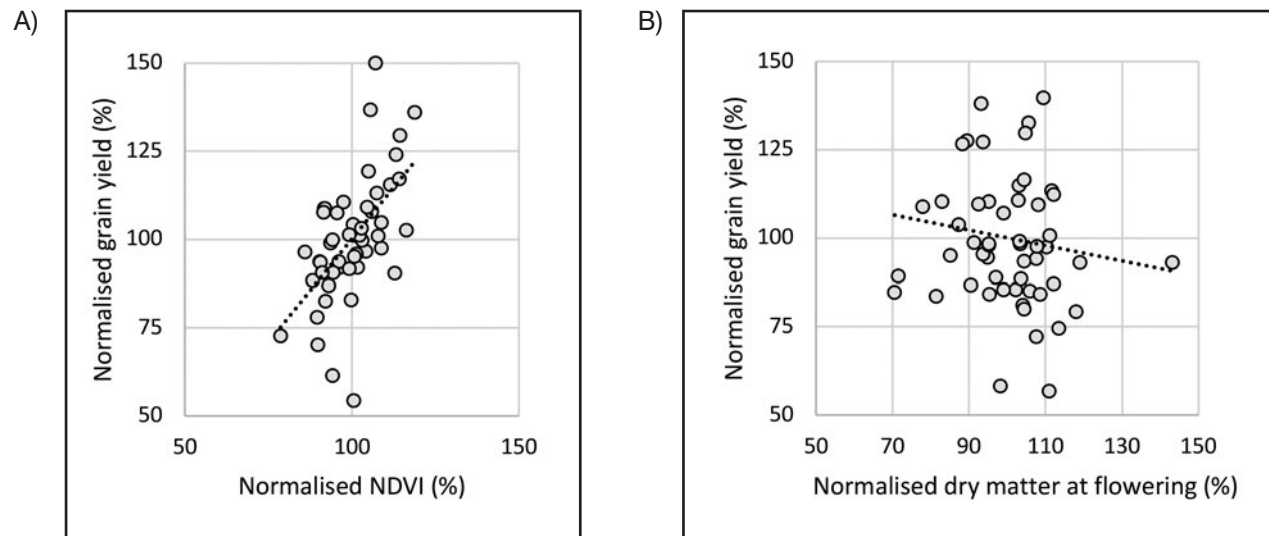 A)
Normalised grain yield (%)
150
125
100
75
50
50 100 150
Normalised NDVI (%)
B)
Normalised grain yield (%)
150
125
100
75
50
50 70 90 110 130 150
Normalised dry matter at flowering (%)